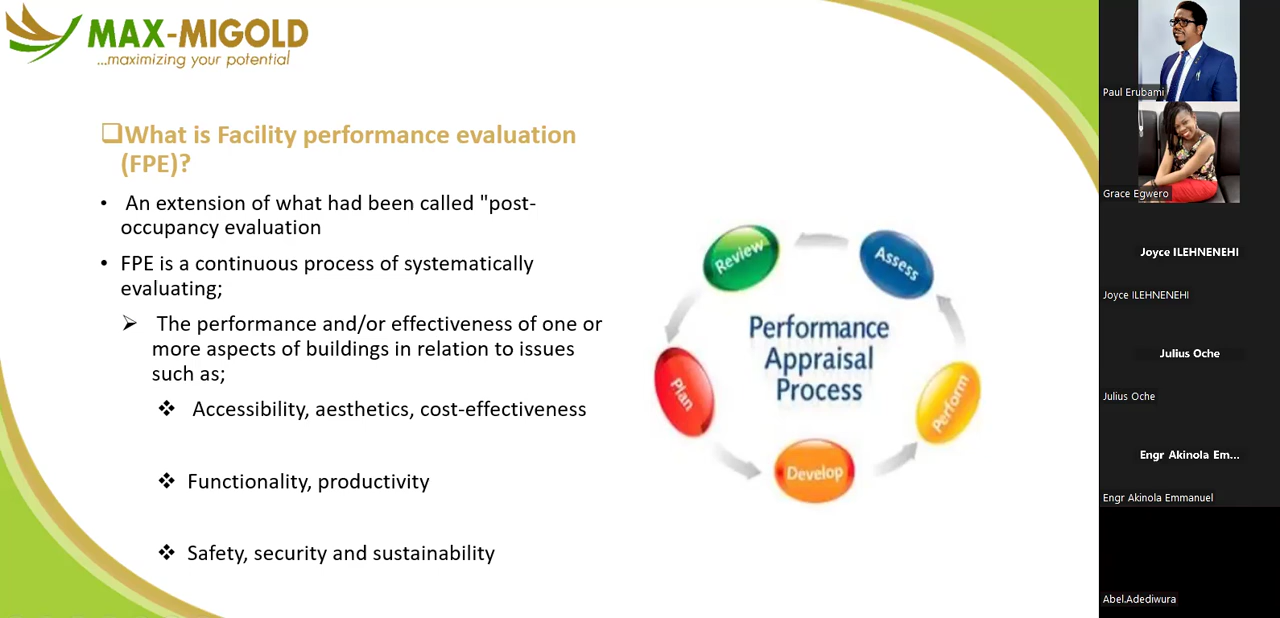 MAX-MIGOLD
...maximizing your potential
What is Facility performance evaluation
(FPE)?
An extension of what had been called "post-
occupancy evaluation
FPE is a continuous process of systematically
evaluating;
The performance and/or effectiveness of one or
more aspects of buildings in relation to issues
such as;
Accessibility, aesthetics, cost-effectiveness
Functionality, productivity
Safety, security and sustainability
Review
Assess
Performance
Appraisal
Process
Plan
Perform
Develop
Paul Erubami
Grace Egwero
Joyce ILEHNENEHI
Joyce ILEHNENEHI
Julius Oche
Julius Oche
Engr Akinola Em...
Engr Akinola Emmanuel
Abel.Adediwura